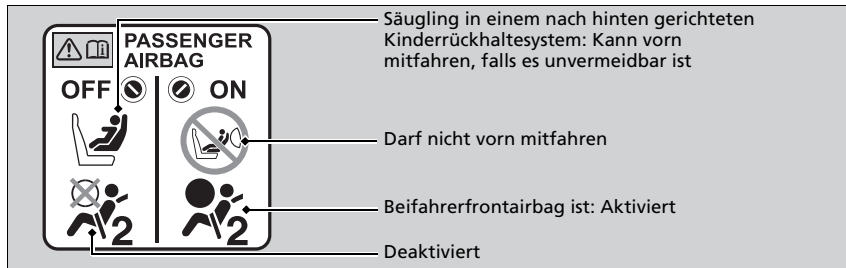 PASSENGER
AIRBAG
OFF
ON
2
2
Säugling in einem nach hinten gerichteten
Kinderrückhaltesystem: Kann vorn
mitfahren, falls es unvermeidbar ist
Darf nicht vorn mitfahren
Beifahrerfrontairbag ist: Aktiviert
Deaktiviert